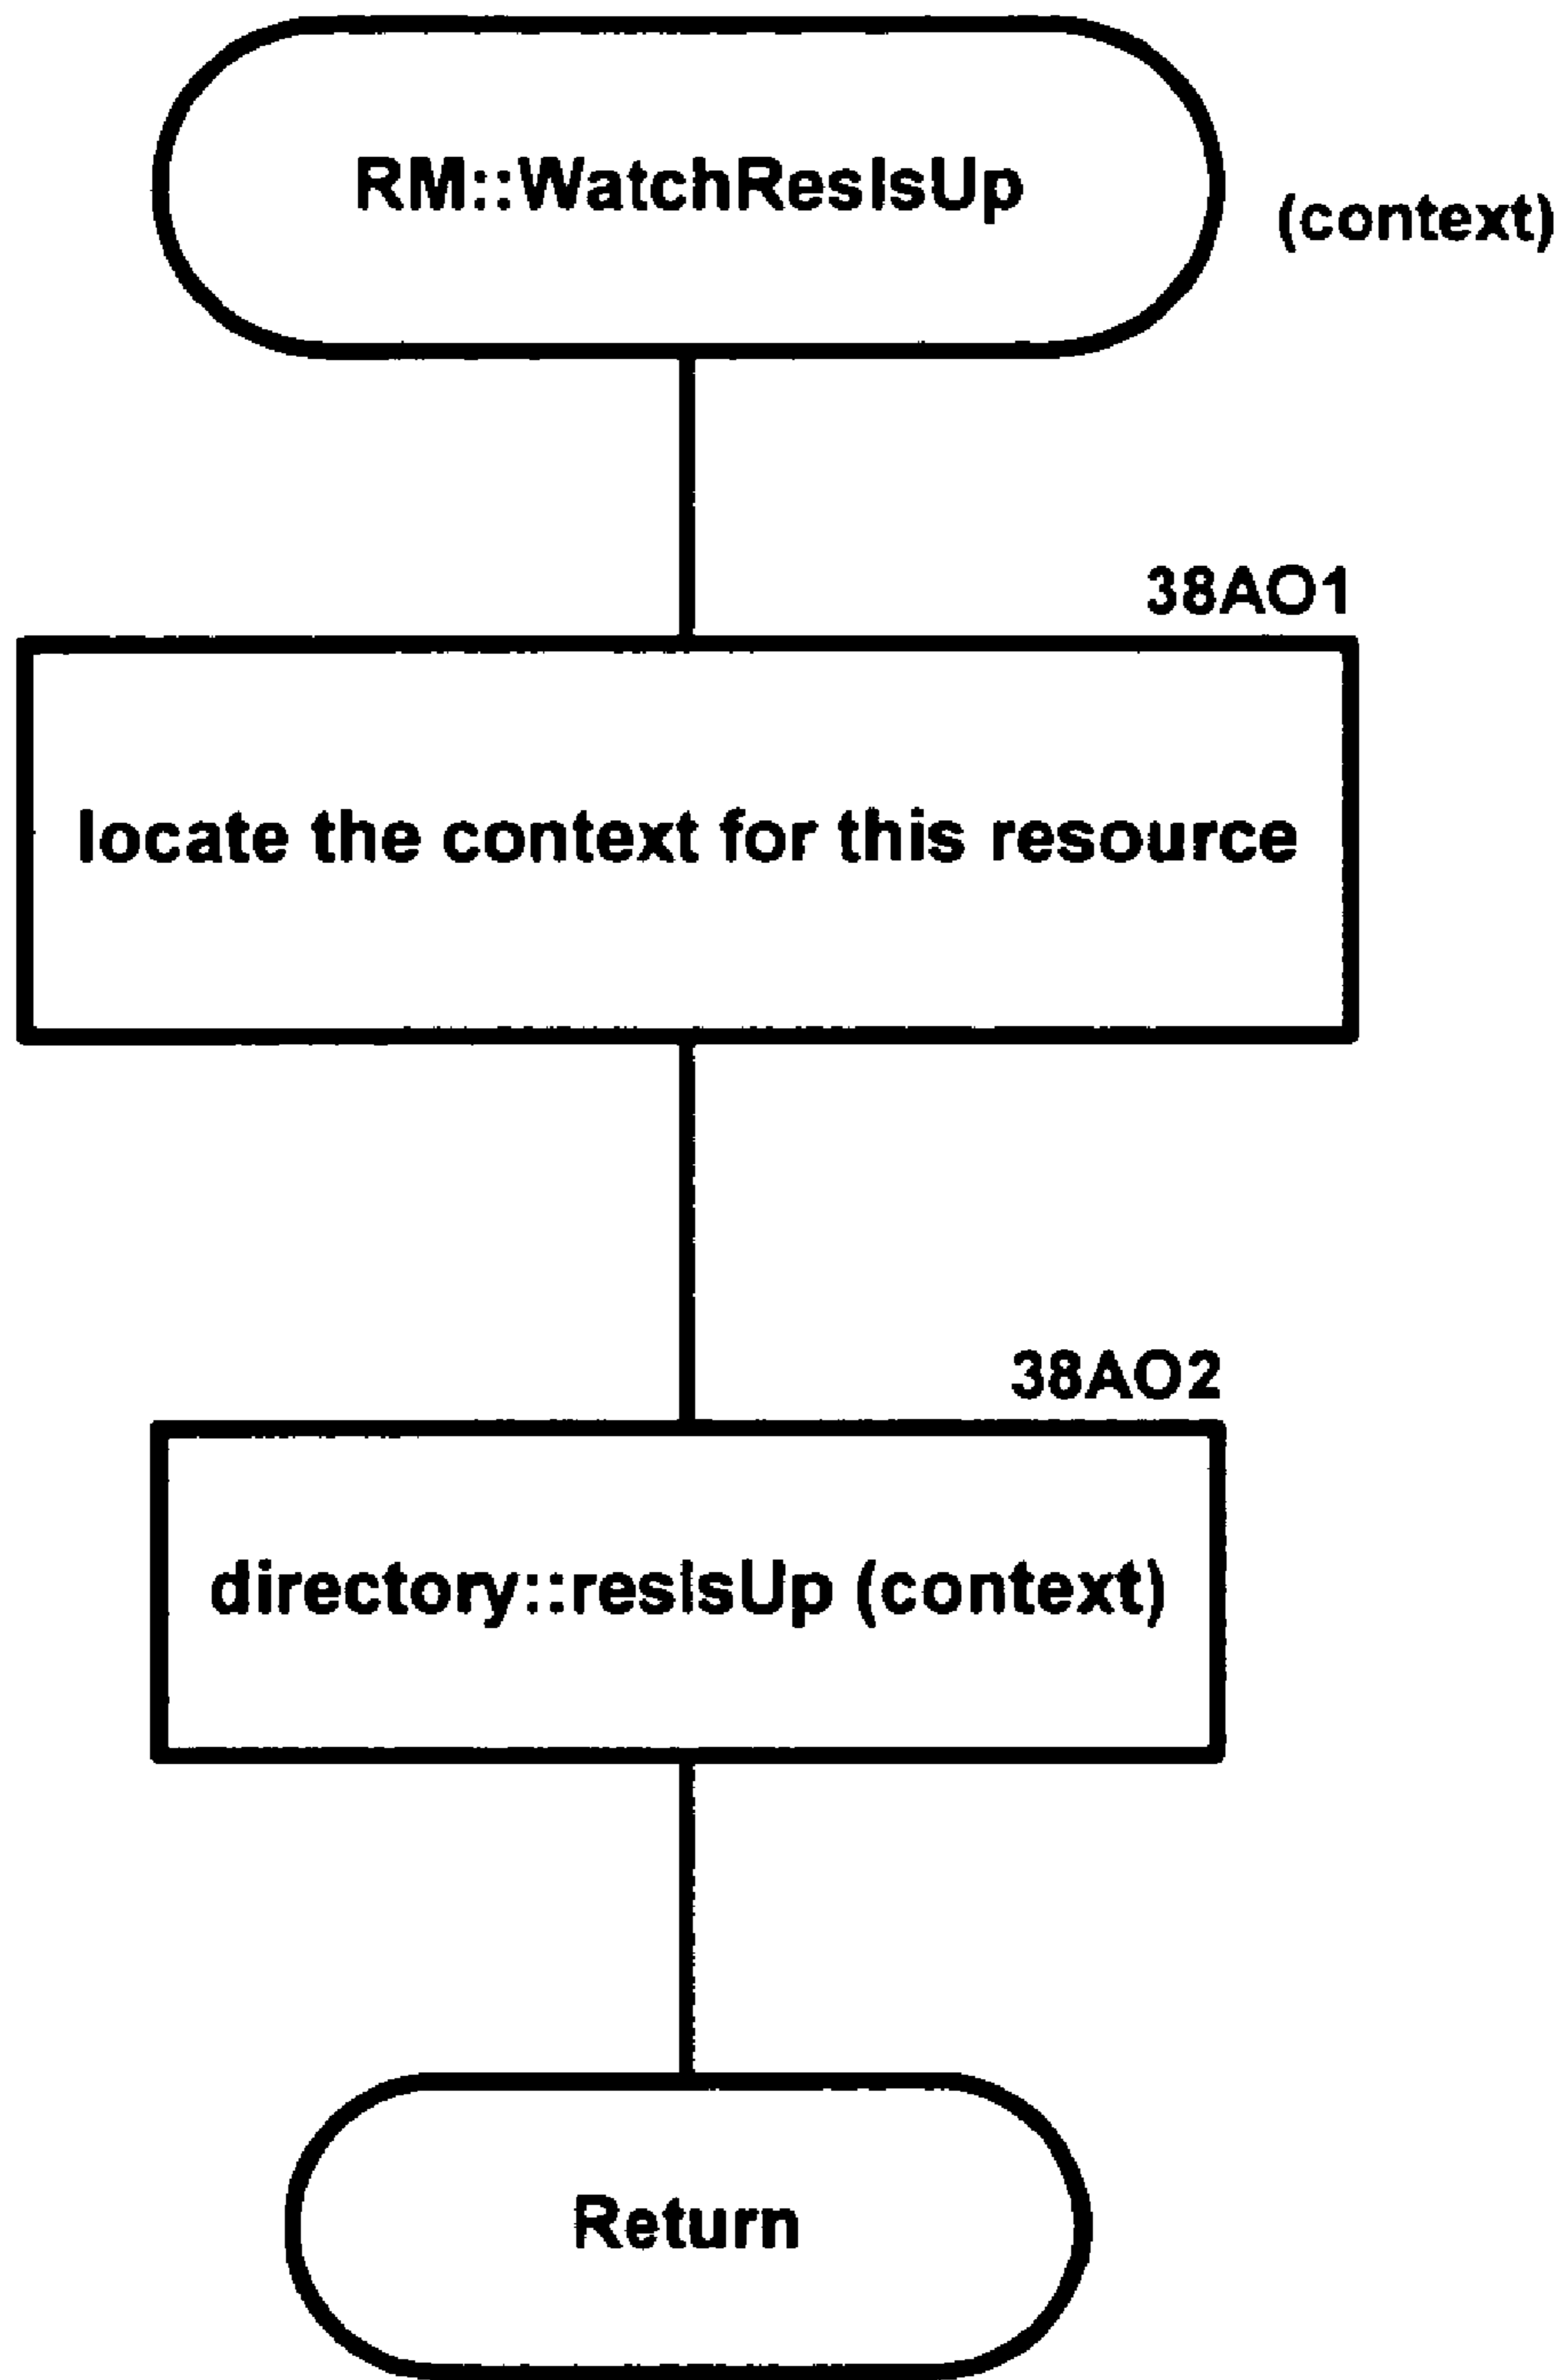 RM::WatchResIsUp
(context)
38AO1
locate the context for this resource
38AO2
directory::resIsUp (context)
Return